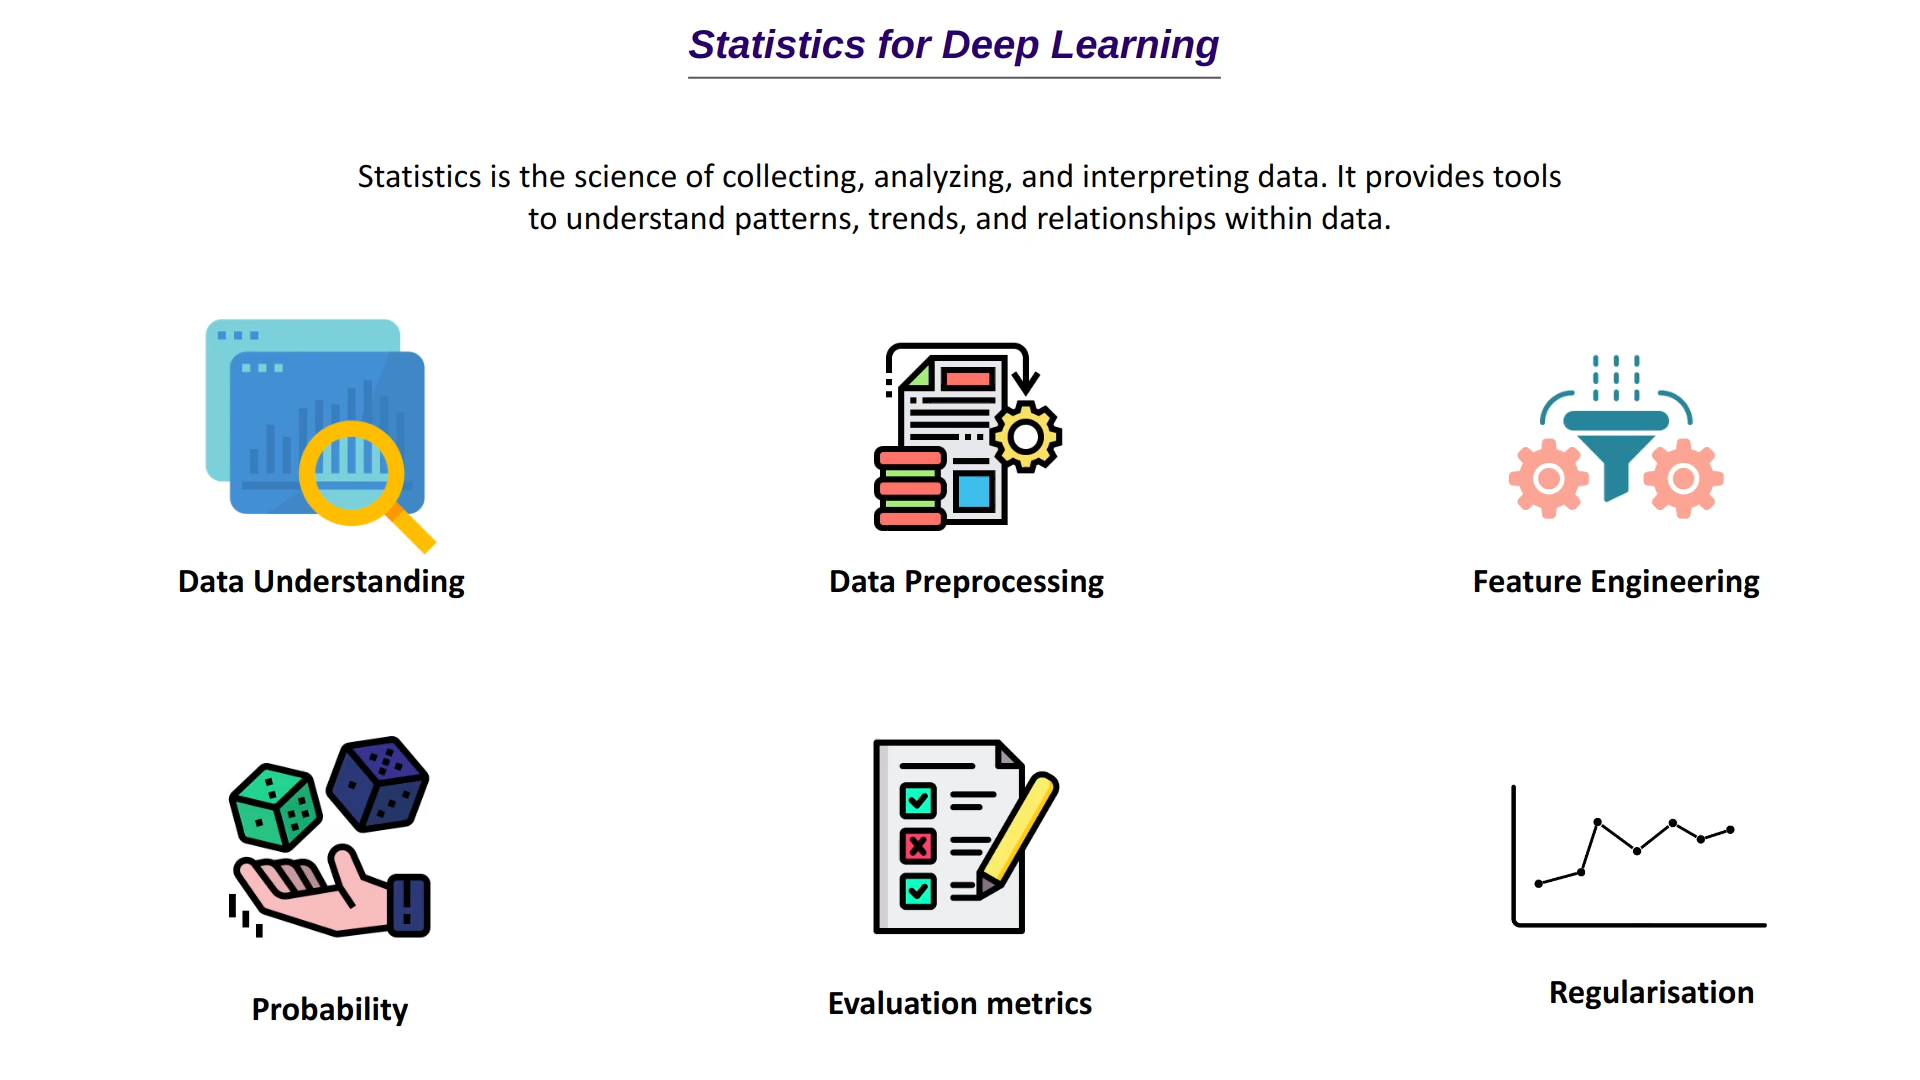 Statistics for Deep Learning
Statistics is the science of collecting, analyzing, and interpreting data. It provides tools
to understand patterns, trends, and relationships within data.
Data Understanding
Data Preprocessing
Feature Engineering
Probability
Evaluation metrics
Regularisation